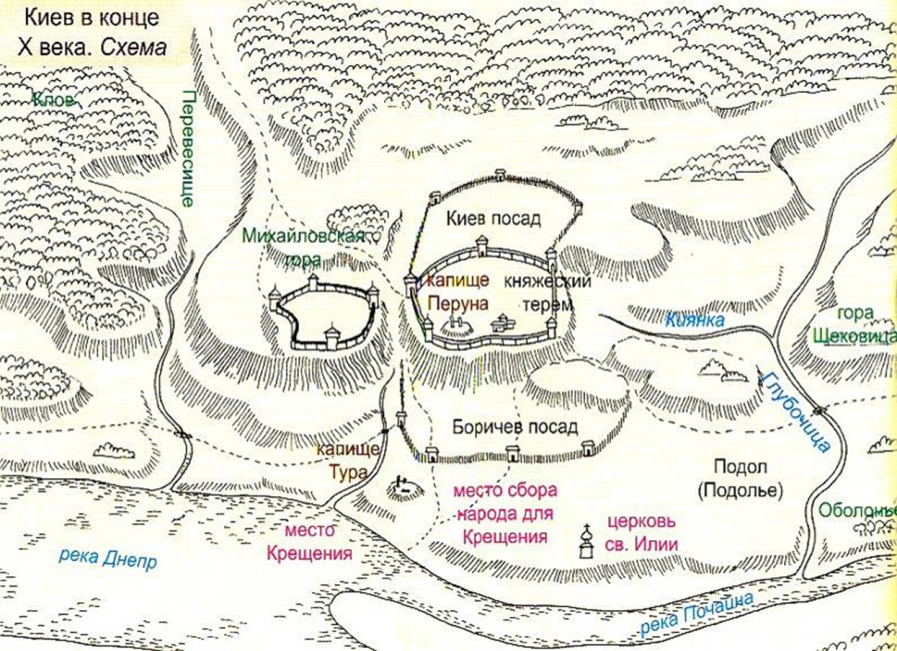 Киев в конце
X века. Схема
Клов
Перевесище
Киев посад
Михайловская
гора
капище
Перуна
княжеский
терем
Киянка
гора
Щековица
Глубочица
Боричев посад
капище
Тура
Подол
(Подолье)
место сбора
народа для
Крещения
Оболонье
место
Крещения
церковь
св. Илии
река Днепр
река Почайна